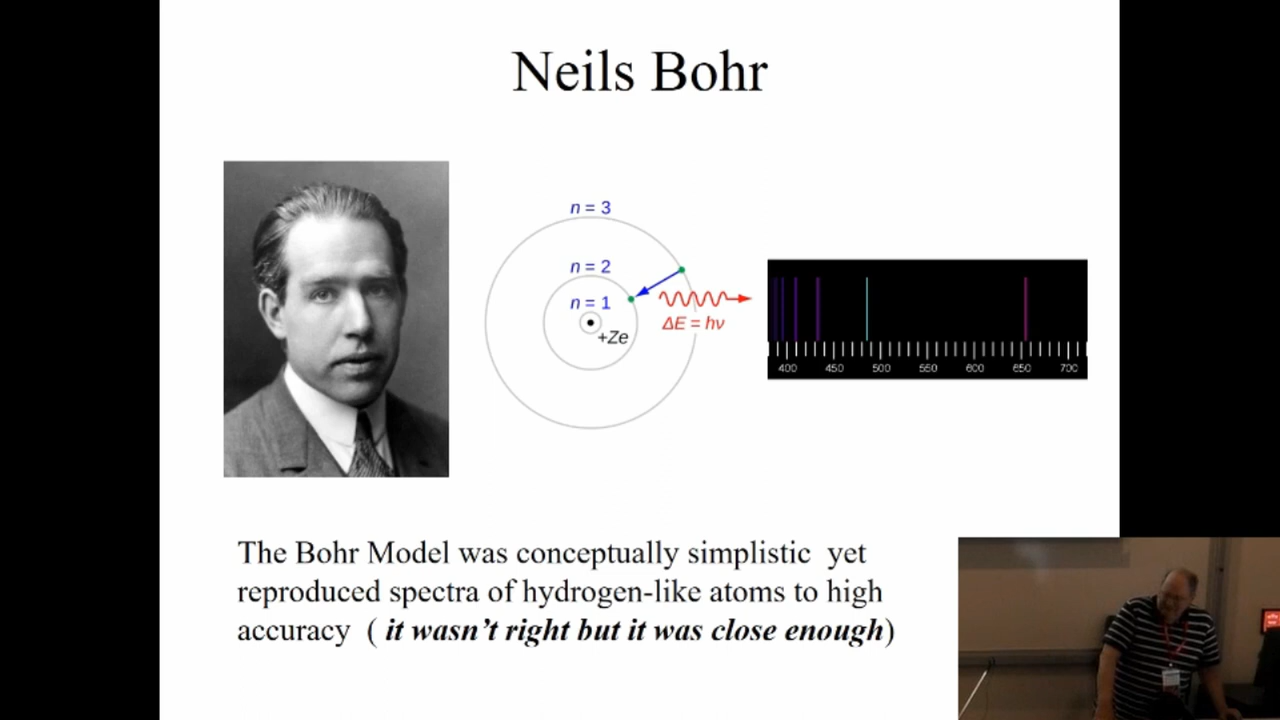 Neils Bohr
n = 3
n = 2
n = 1
+Ze
ΔE = hν
400 450 500 550 600 650 700
The Bohr Model was conceptually simplistic yet
reproduced spectra of hydrogen-like atoms to high
accuracy ( it wasn't right but it was close enough)